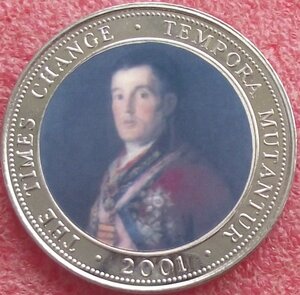 THE TIMES CHANGE · TEMPORA MUTANTUR ·
· 2001 ·